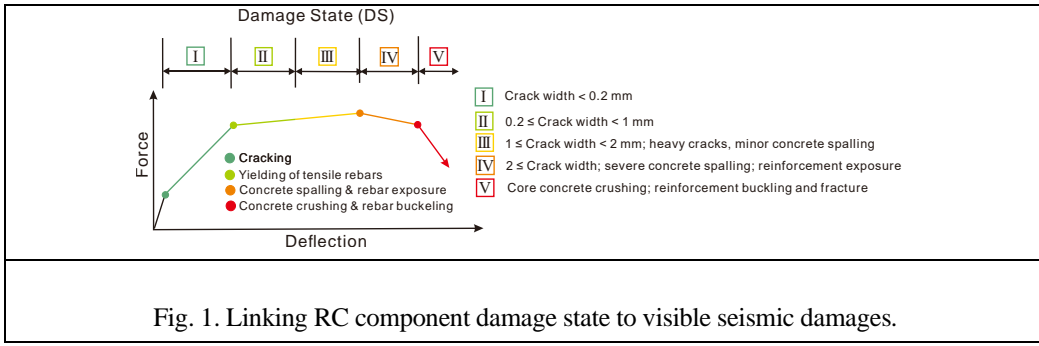 Damage State (DS)
I II III IV V
Force
Cracking
Yielding of tensile rebars
Concrete spalling & rebar exposure
Concrete crushing & rebar buckeling
Deflection
I Crack width < 0.2 mm
II 0.2 ≤ Crack width < 1 mm
III 1 ≤ Crack width < 2 mm; heavy cracks, minor concrete spalling
IV 2 ≤ Crack width; severe concrete spalling; reinforcement exposure
V Core concrete crushing; reinforcement buckling and fracture
Fig. 1. Linking RC component damage state to visible seismic damages.